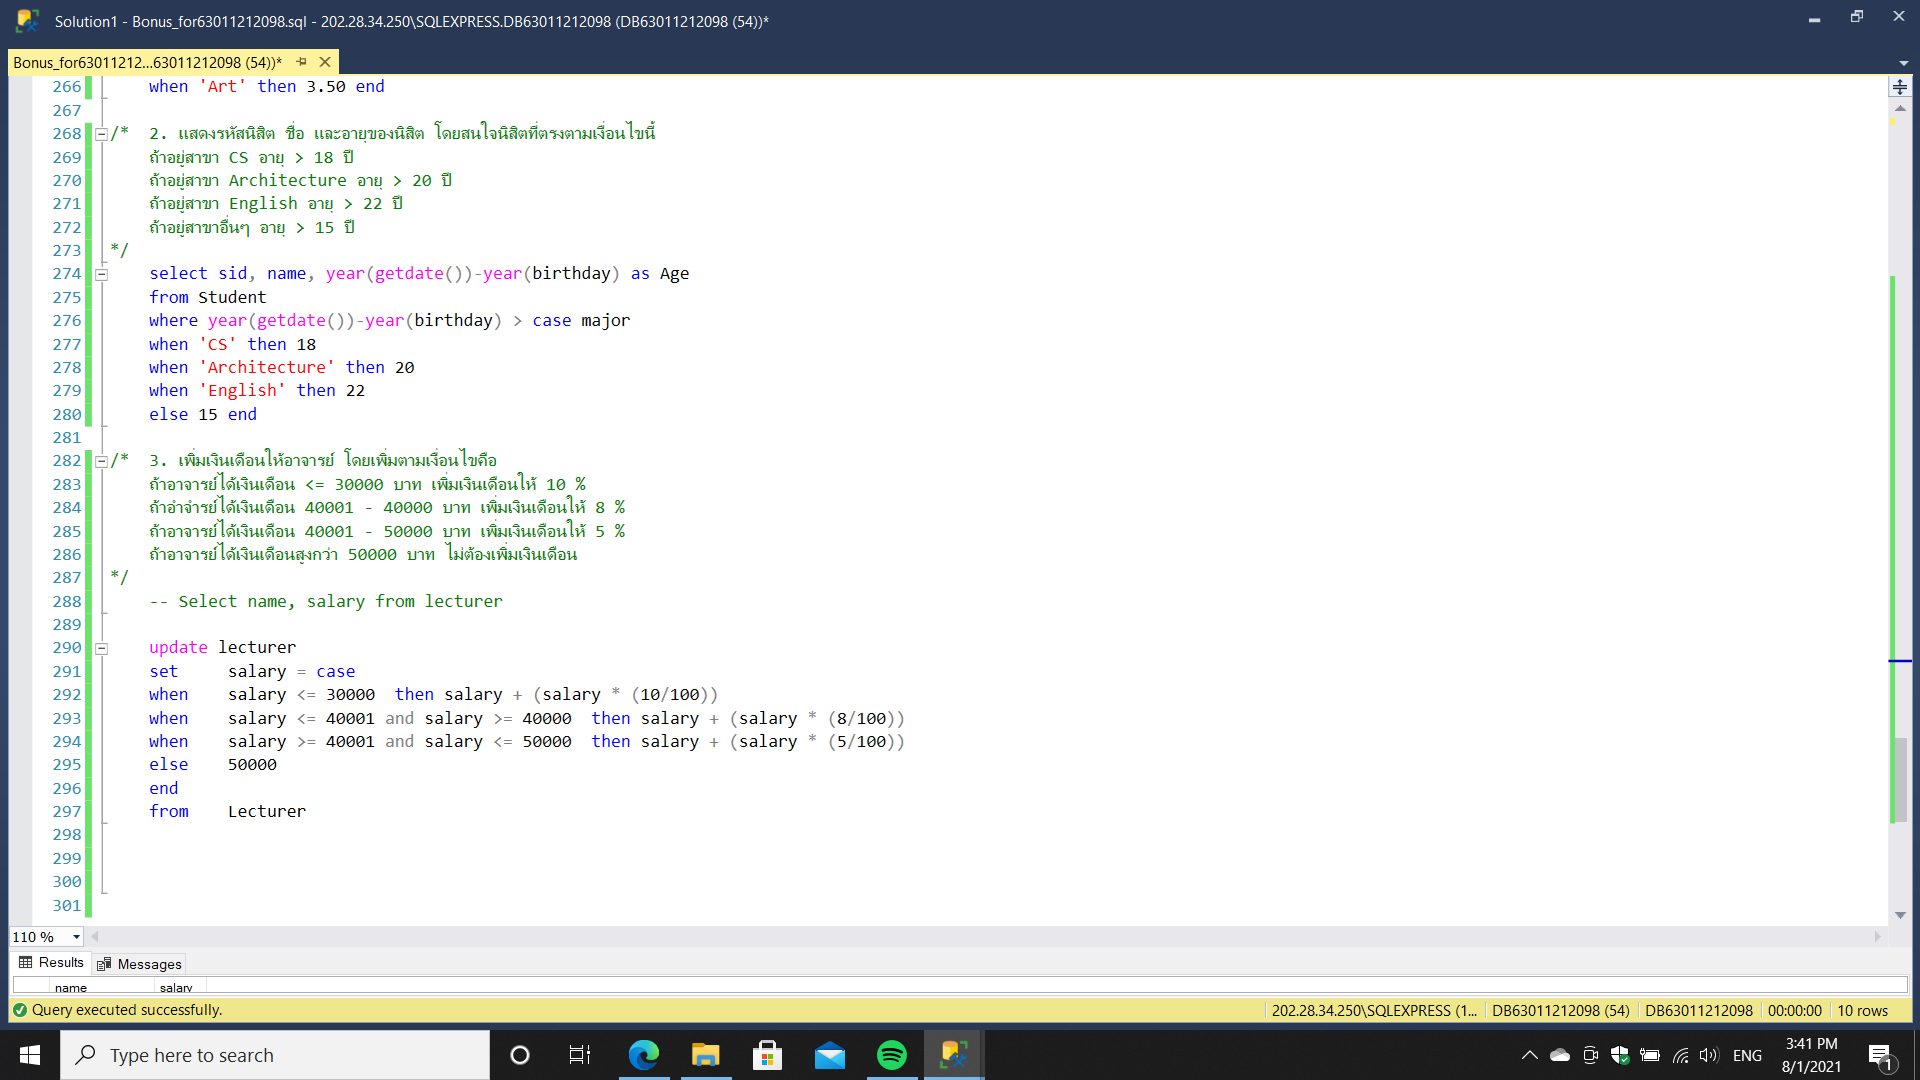 Solution1 - Bonus_for63011212098.sql - 202.28.34.250\SQLEXPRESS.DB63011212098 (DB63011212098 (54))*
Bonus_for63011212...63011212098 (54))*
266 when 'Art' then 3.50 end
267
268 /* 2. แสดงรหัสนิสิต ชื่อ และอายุของนิสิต โดยสนใจนิสิตที่ตรงตามเงื่อนไขนี้
269 ถ้าอยู่สาขา CS อายุ > 18 ปี
270 ถ้าอยู่สาขา Architecture อายุ > 20 ปี
271 ถ้าอยู่สาขา English อายุ > 22 ปี
272 ถ้าอยู่สาขาอื่นๆ อายุ > 15 ปี
273 */
274 select sid, name, year(getdate())-year(birthday) as Age
275 from Student
276 where year(getdate())-year(birthday) > case major
277 when 'CS' then 18
278 when 'Architecture' then 20
279 when 'English' then 22
280 else 15 end
281
282 /* 3. เพิ่มเงินเดือนให้อาจารย์ โดยเพิ่มตามเงื่อนไขถือ
283 ถ้าอาจารย์ได้เงินเดือน <= 30000 บาท เพิ่มเงินเดือนให้ 10 %
284 ถ้าอำจำรย์ได้เงินเดือน 40001 - 40000 บาท เพิ่มเงินเดือนให้ 8 %
285 ถ้าอาจารย์ได้เงินเดือน 40001 - 50000 บาท เพิ่มเงินเดือนให้ 5 %
286 ถ้าอาจารย์ได้เงินเดือนสูงกว่า 50000 บาท ไม่ต้องเพิ่มเงินเดือน
287 */
288 -- Select name, salary from lecturer
289
290 update lecturer
291 set salary = case
292 when salary <= 30000 then salary + (salary * (10/100))
293 when salary <= 40001 and salary >= 40000 then salary + (salary * (8/100))
294 when salary >= 40001 and salary <= 50000 then salary + (salary * (5/100))
295 else 50000
296 end
297 from Lecturer
298
299
300
301
110 %
Results Messages
name salary
Query executed successfully. 202.28.34.250\SQLEXPRESS (1... DB63011212098 (54) DB63011212098 00:00:00 10 rows
Type here to search ENG 3:41 PM
8/1/2021 1